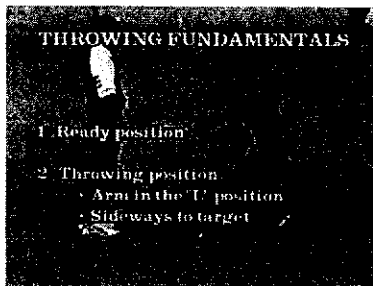 THROWING FUNDAMENTALS
1. Ready position
2. Throwing position
· Arm in the "L" position
· Sideways to target